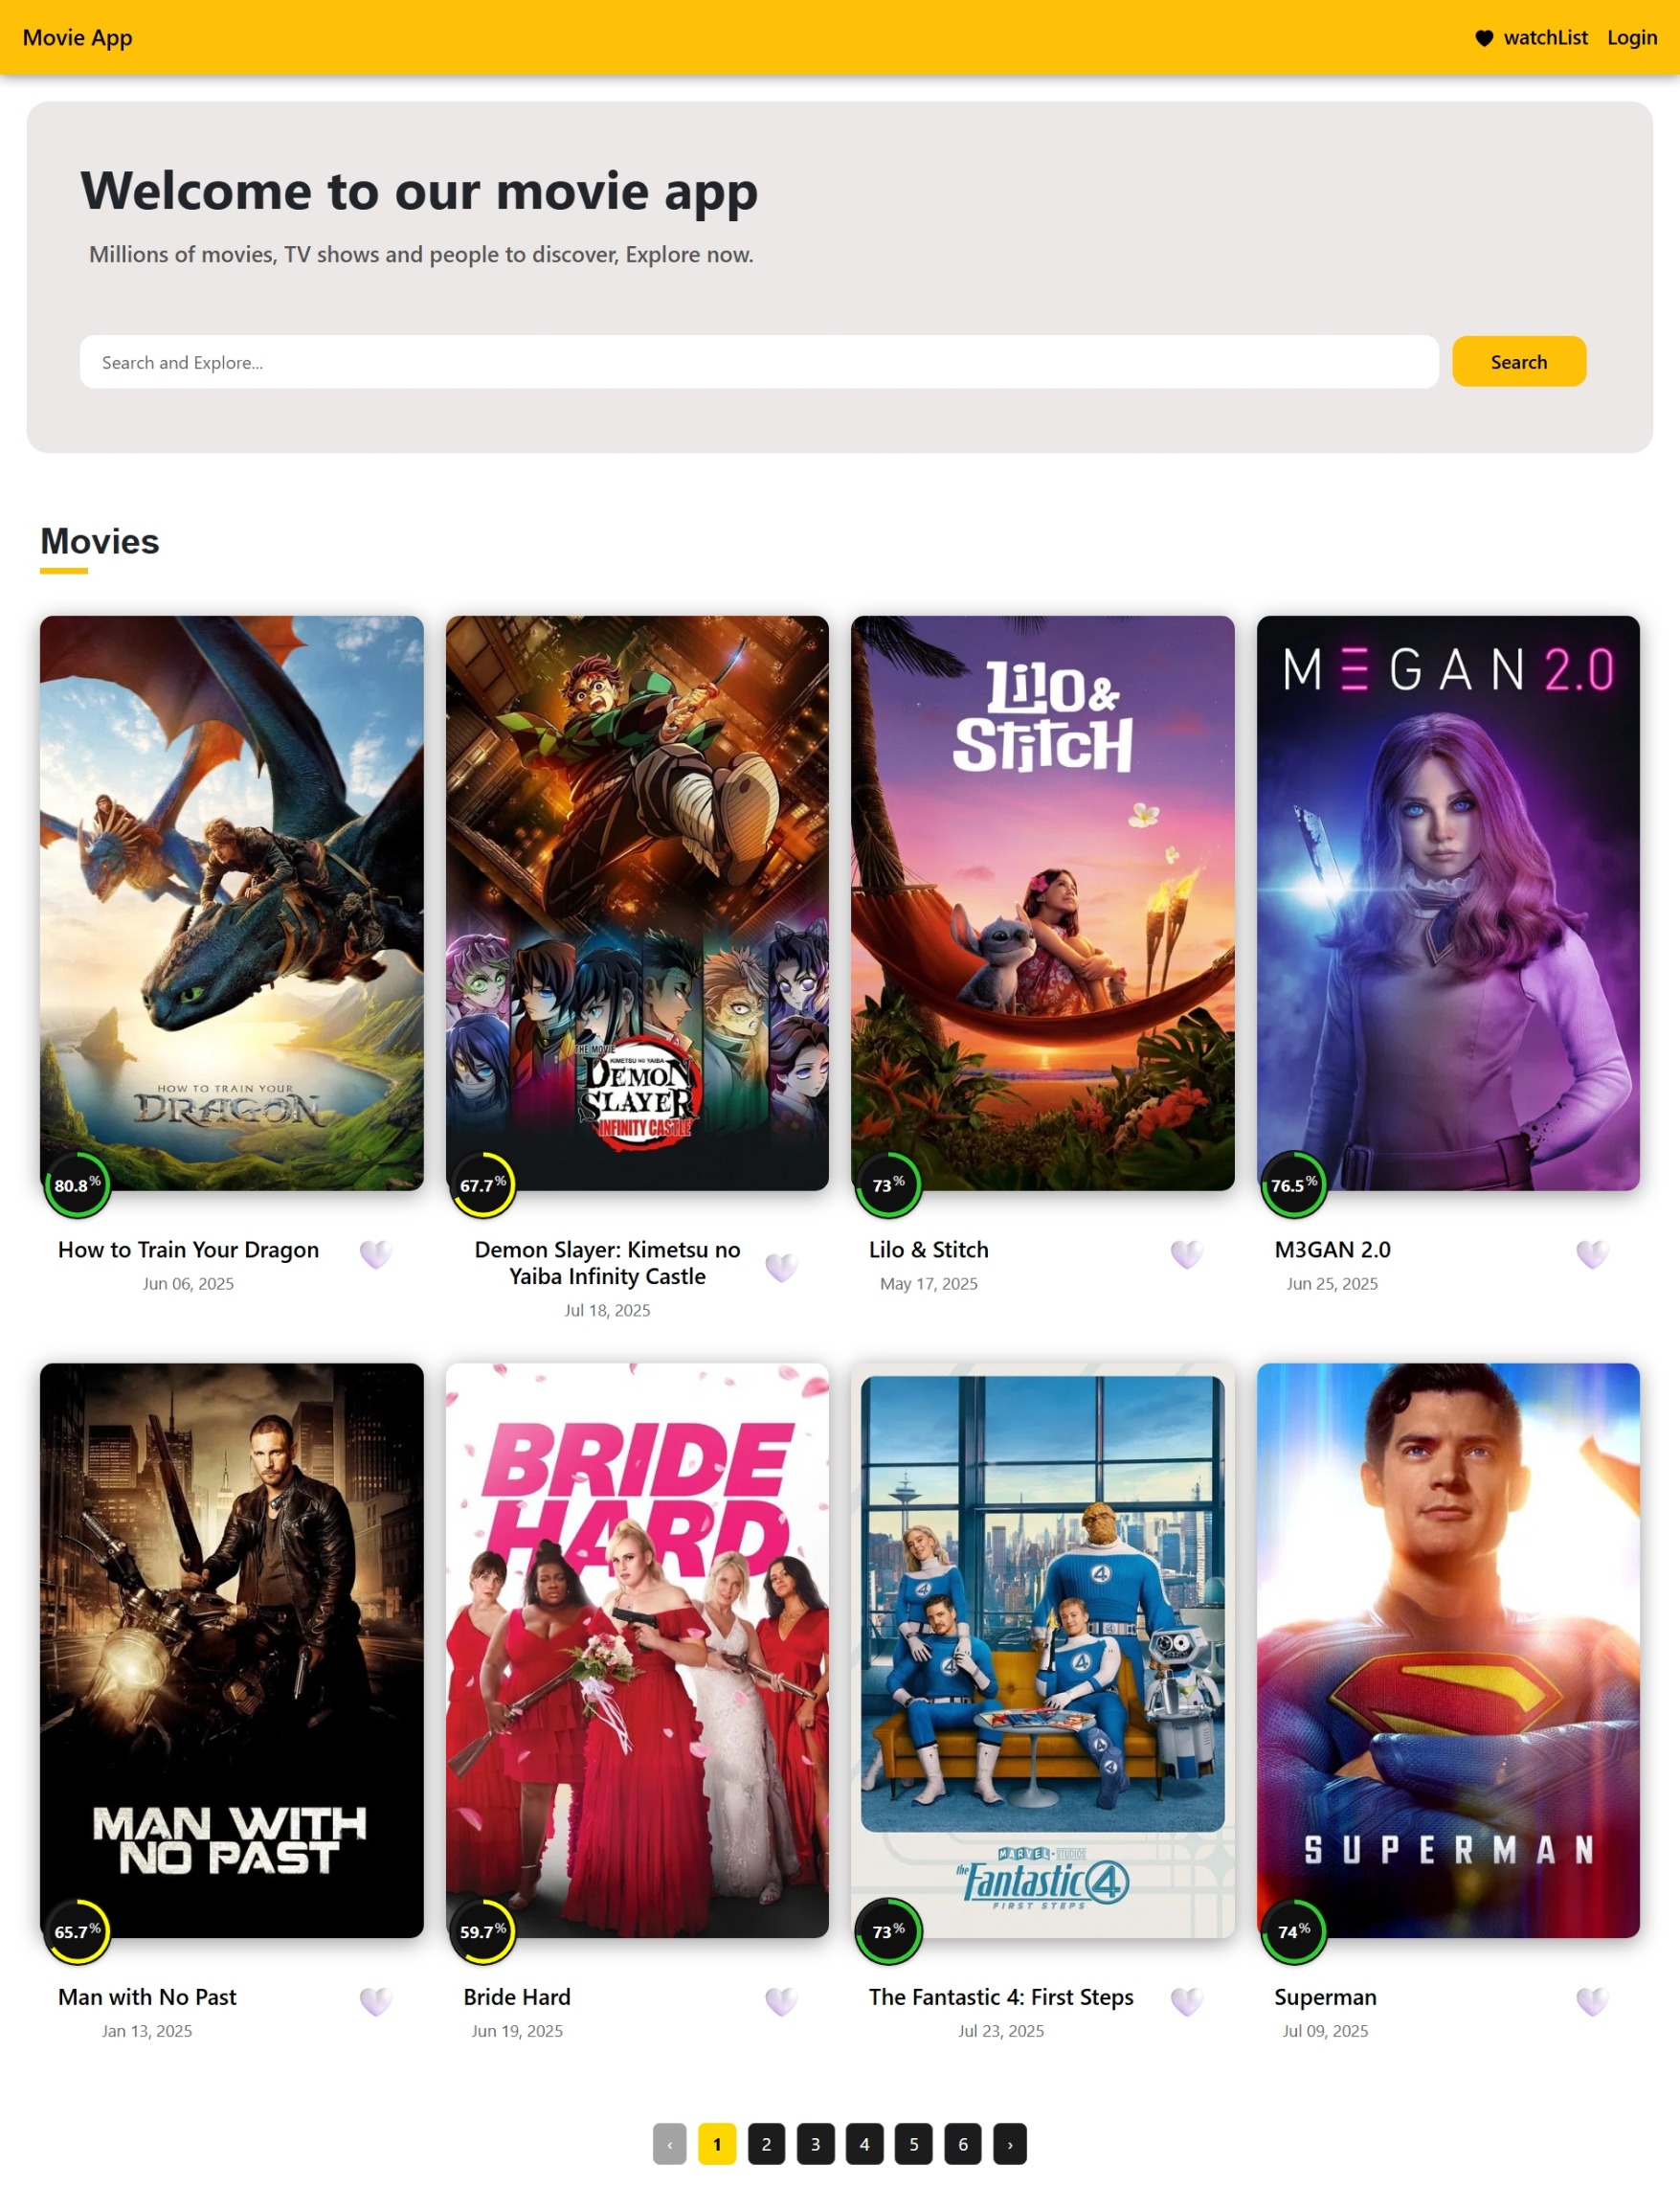 Movie App
watchList
Login
Welcome to our movie app
Millions of movies, TV shows and people to discover, Explore now.
Search and Explore...
Search
Movies
HOW TO TRAIN YOUR
DRAGON
80.8%
How to Train Your Dragon
Jun 06, 2025
THE MOVIE
KIMETSU NO YAIBA
DEMON
SLAYER
INFINITY CASTLE
67.7%
Demon Slayer: Kimetsu no
Yaiba Infinity Castle
Jul 18, 2025
Lilo &
Stitch
73%
Lilo & Stitch
May 17, 2025
MΞGAN 2.0
76.5%
M3GAN 2.0
Jun 25, 2025
MAN WITH
NO PAST
65.7%
Man with No Past
Jan 13, 2025
BRIDE
HARD
59.7%
Bride Hard
Jun 19, 2025
4
4
4
4
4
MARVEL STUDIOS
the
Fantastic 4
FIRST STEPS
73%
The Fantastic 4: First Steps
Jul 23, 2025
SUPERMAN
74%
Superman
Jul 09, 2025
‹ 1 2 3 4 5 6 ›